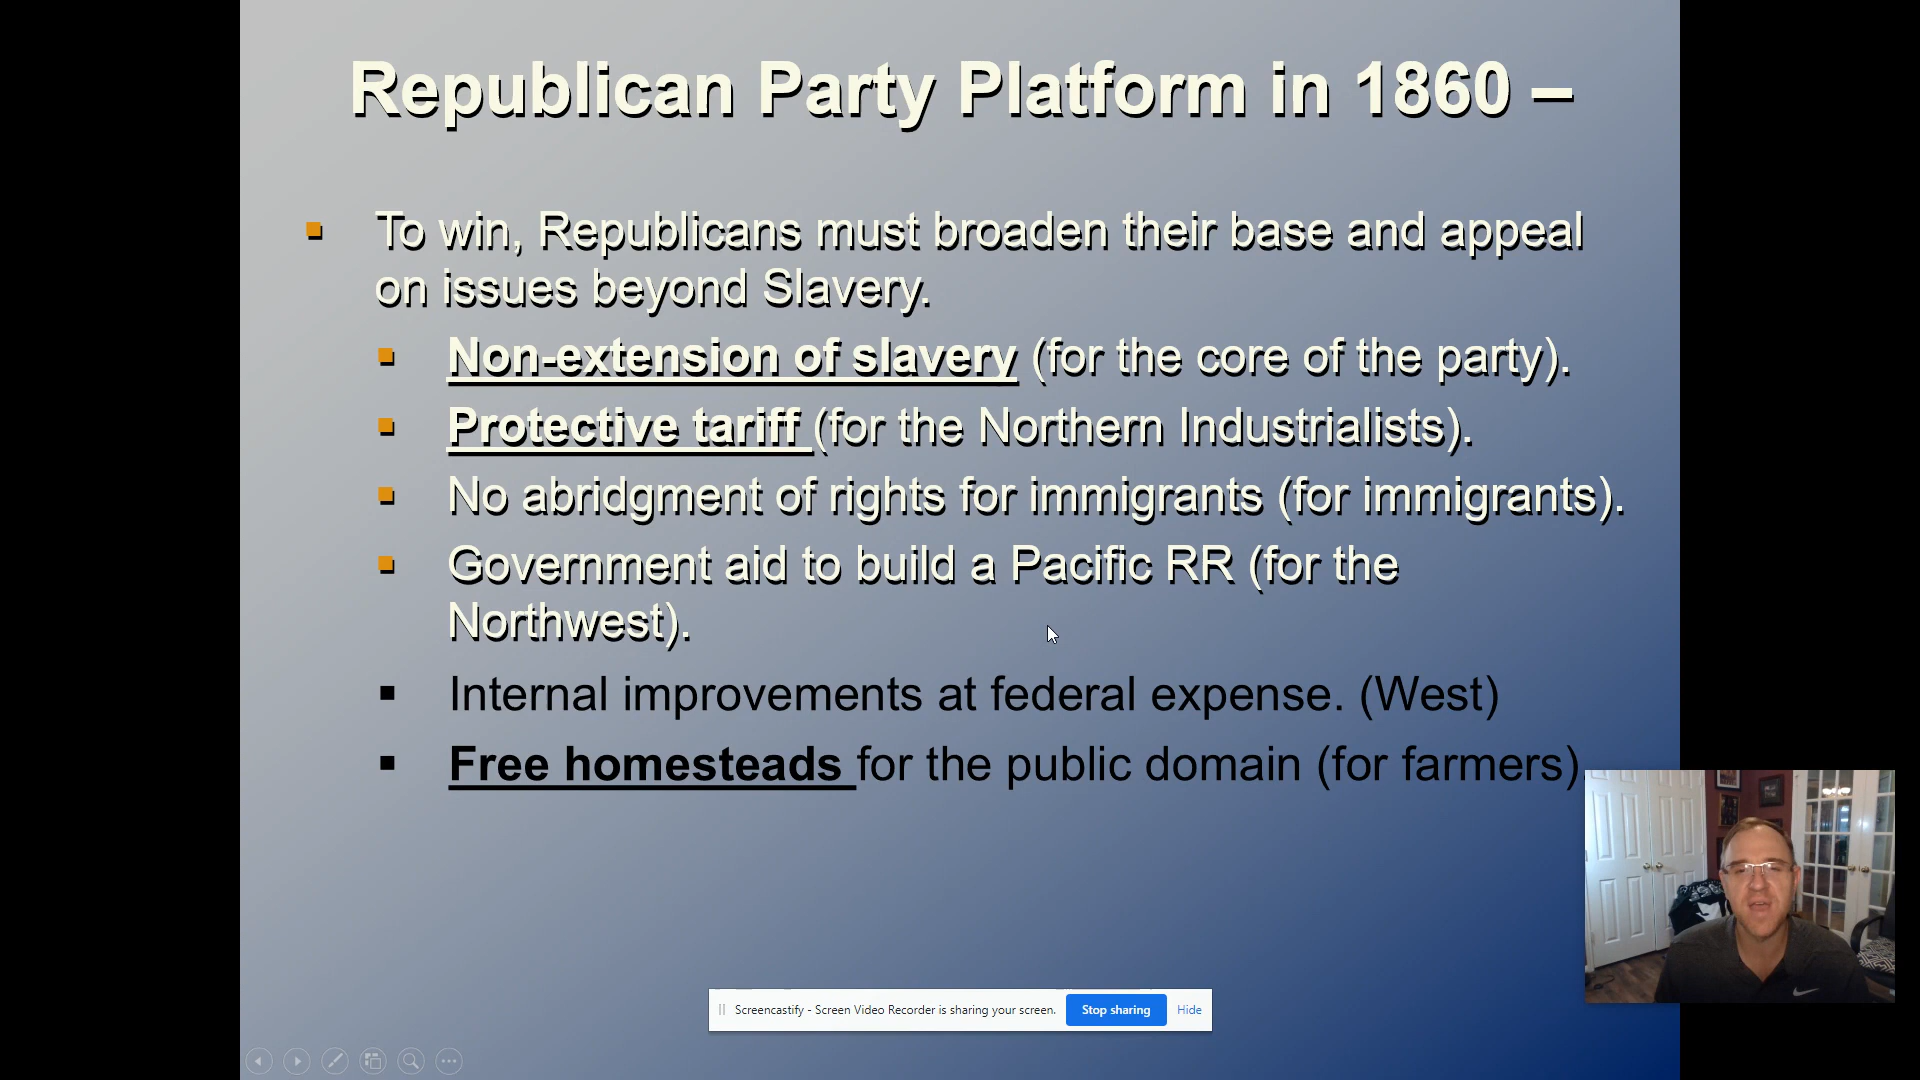 Republican Party Platform in 1860 –
To win, Republicans must broaden their base and appeal
on issues beyond Slavery.
Non-extension of slavery (for the core of the party).
Protective tariff (for the Northern Industrialists).
No abridgment of rights for immigrants (for immigrants).
Government aid to build a Pacific RR (for the
Northwest).
Internal improvements at federal expense. (West)
Free homesteads for the public domain (for farmers).
Screencastify - Screen Video Recorder is sharing your screen. Stop sharing Hide